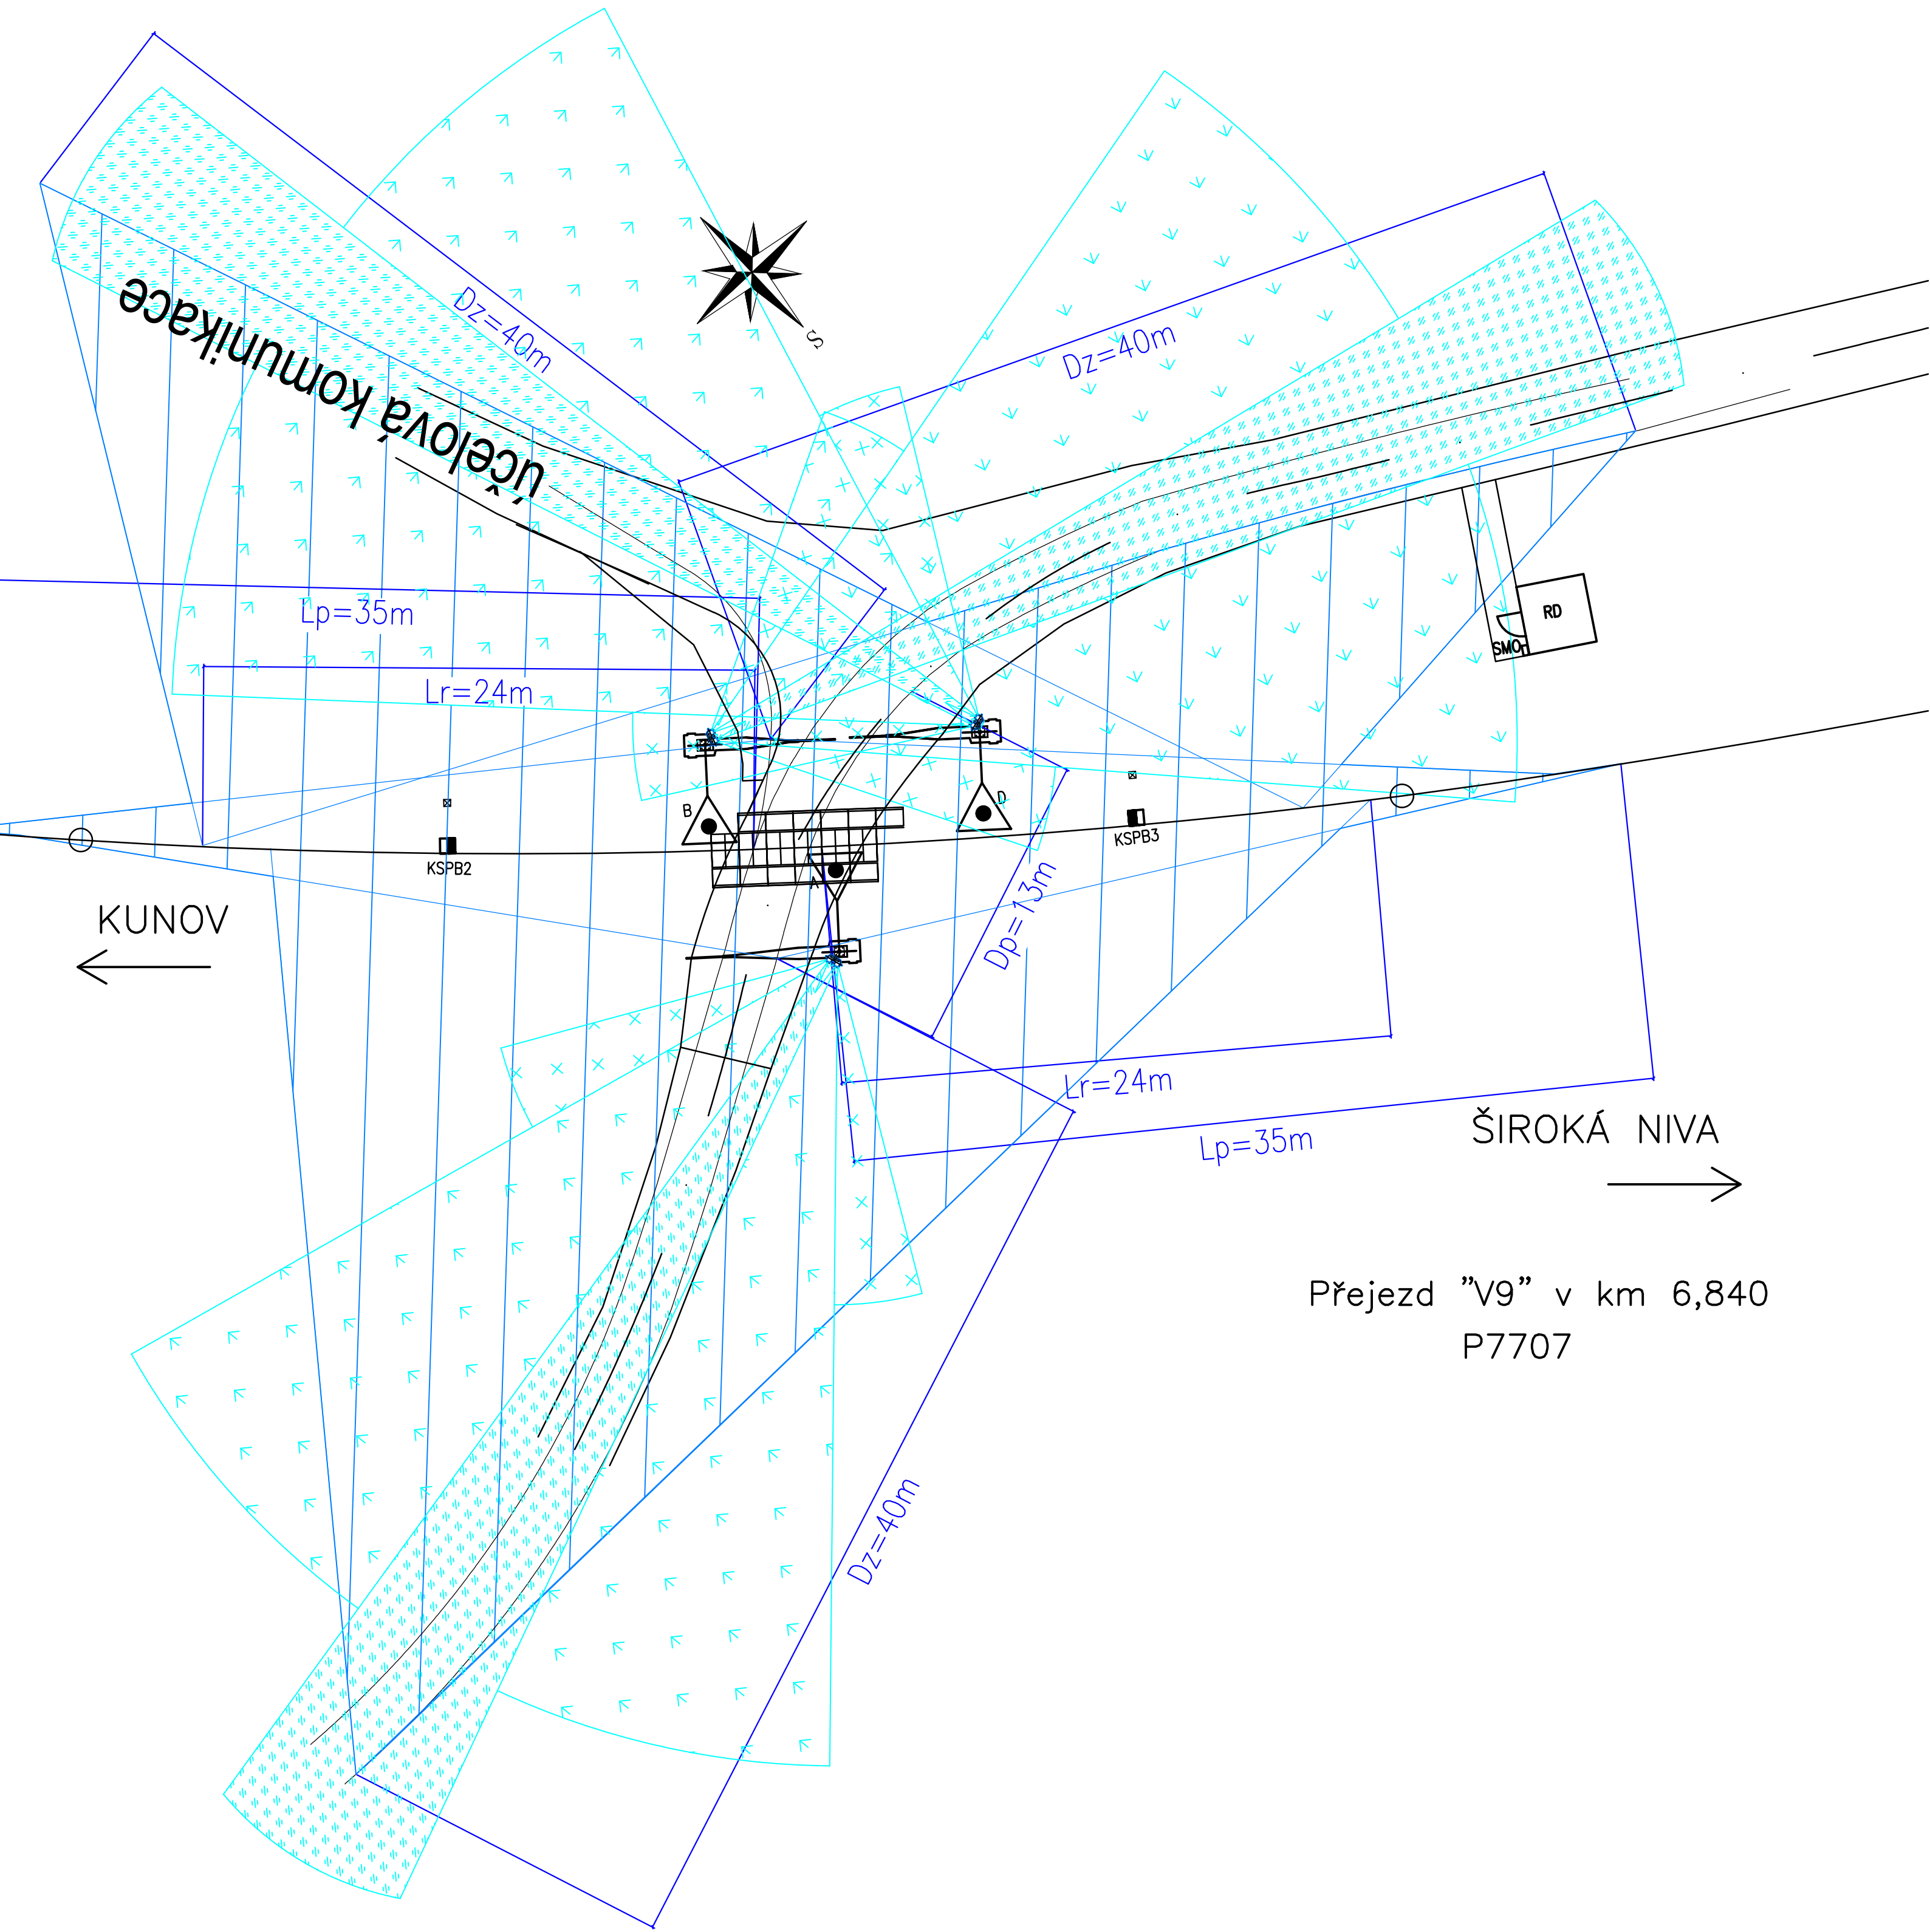 Dz=40m
S
Dz=40m
účelová komunikace
Lp=35m
RD
SMO
Lr=24m
B
D
KSPB2
KSPB3
A
KUNOV
Dp=13m
Lr=24m
Lp=35m
ŠIROKÁ NIVA
Přejezd "V9" v km 6,840
P7707
Dz=40m